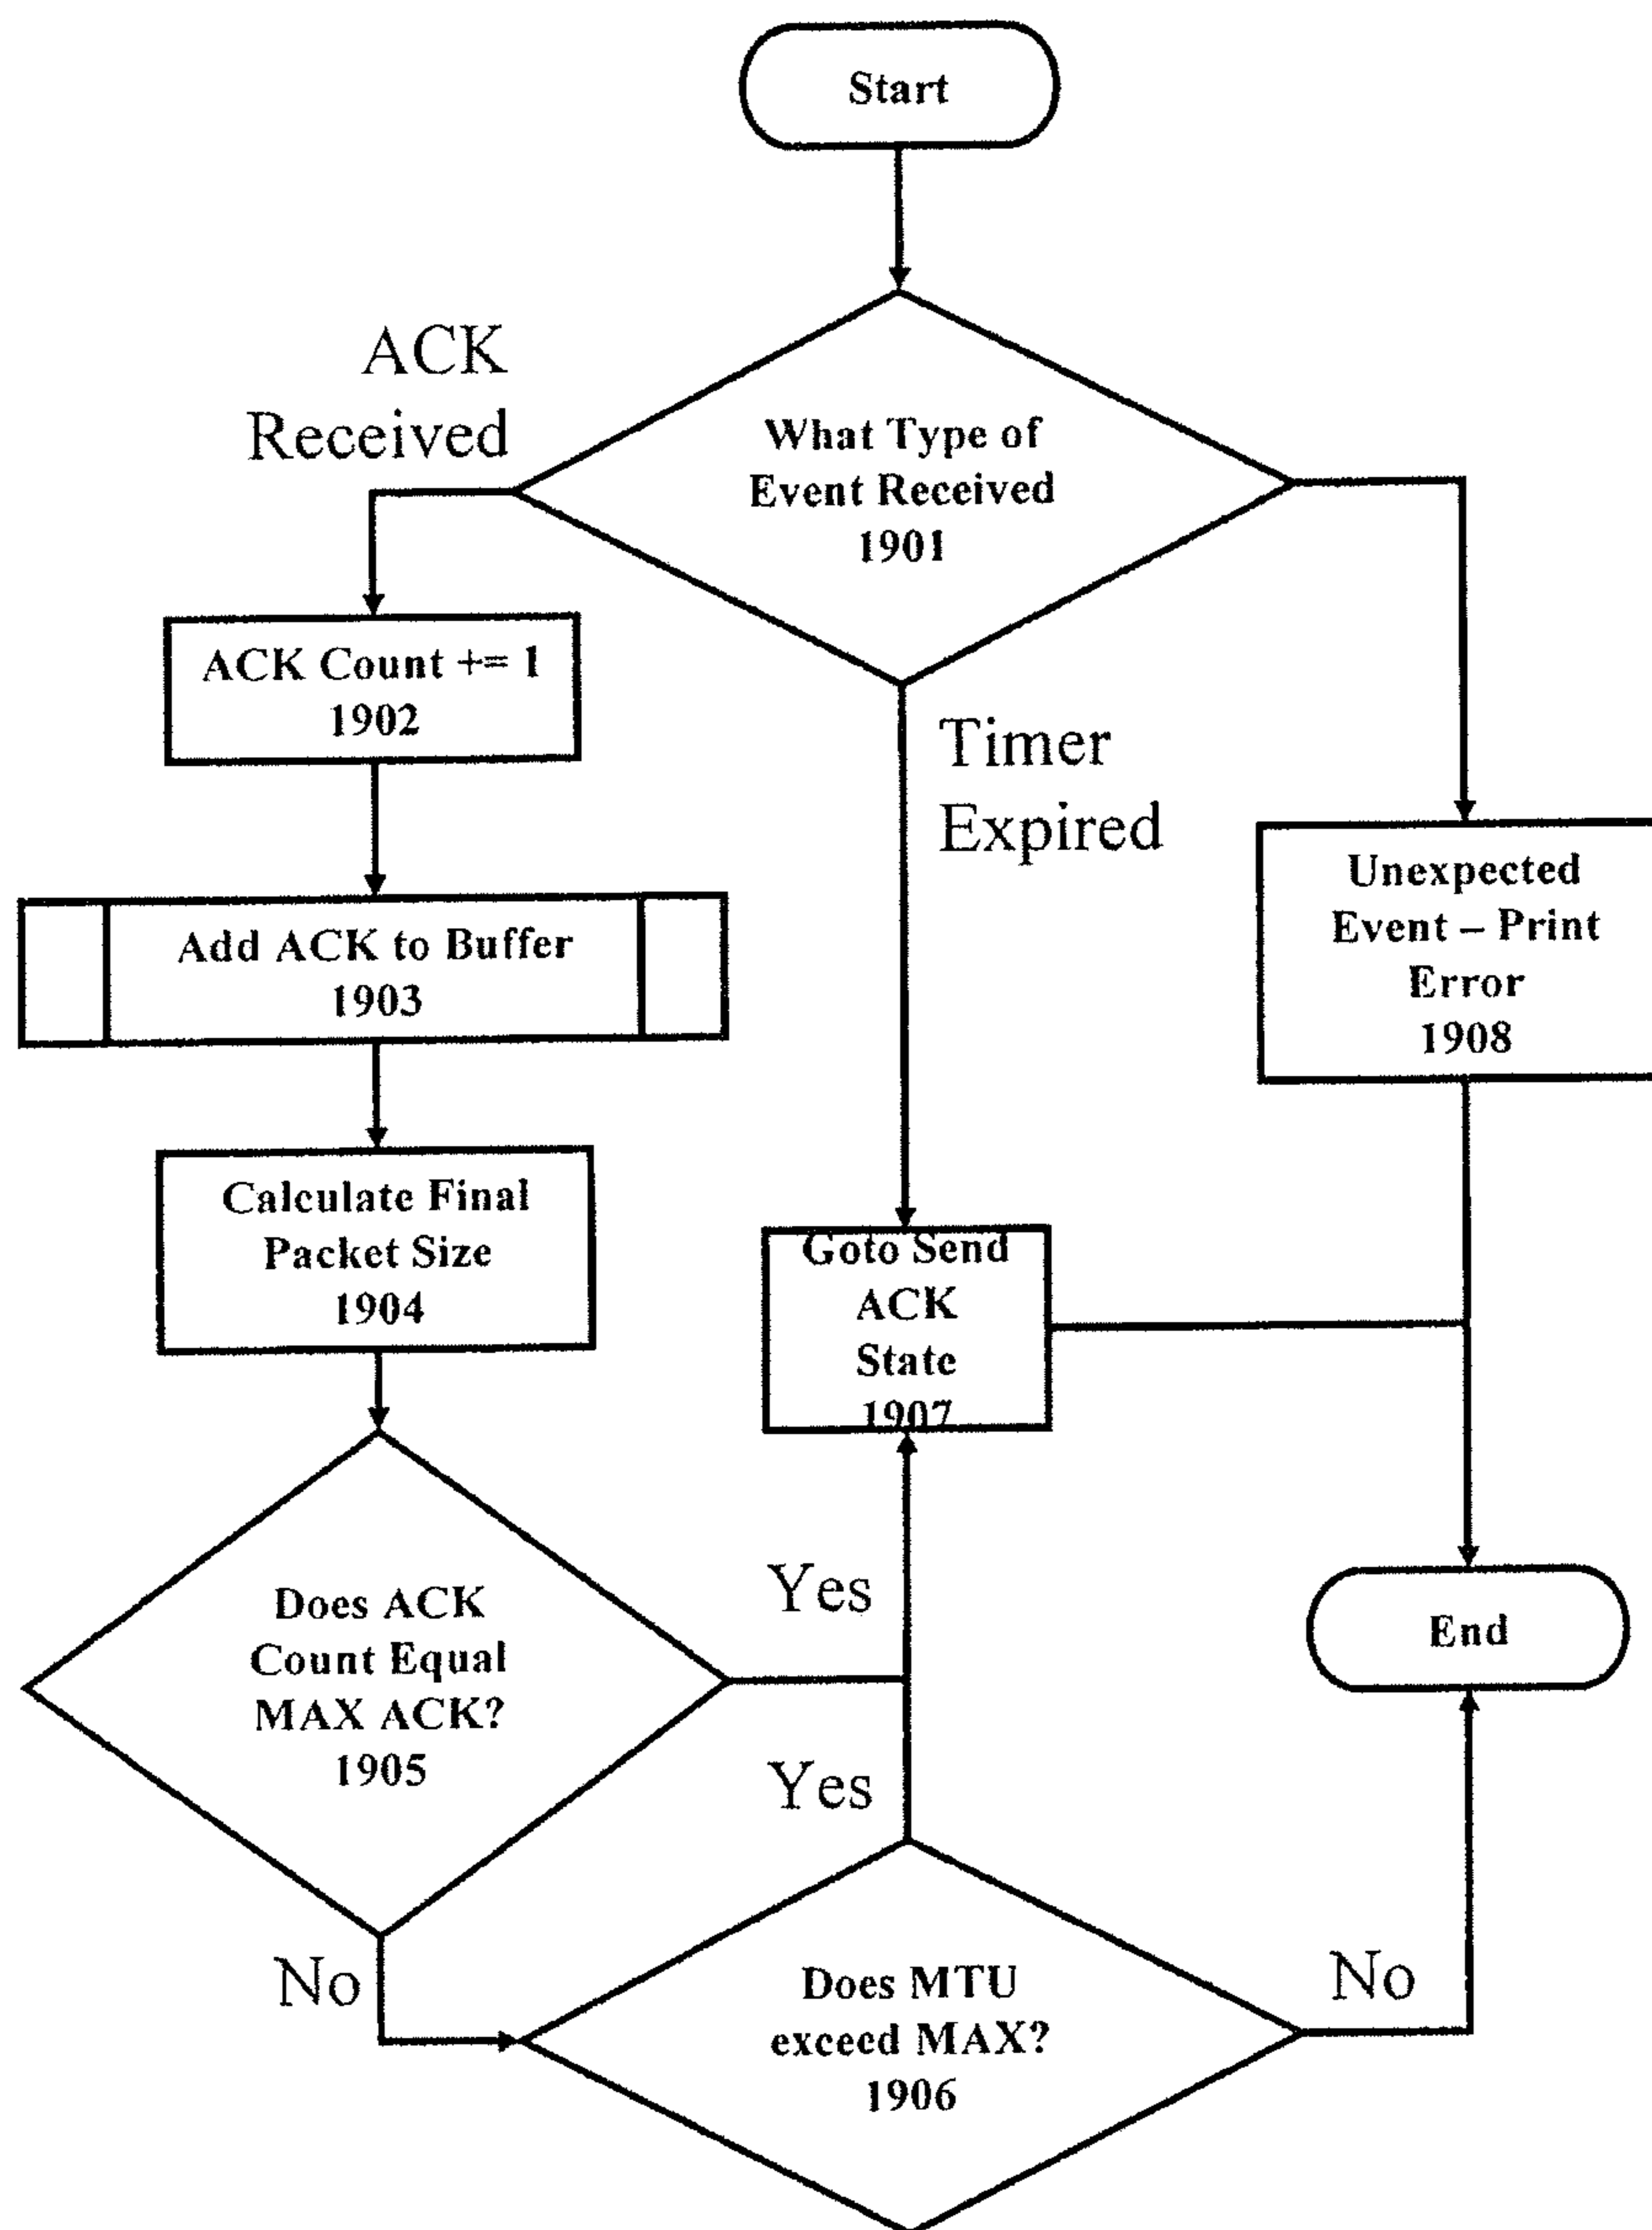 Start
ACK
Received
What Type of
Event Received
1901
ACK Count += 1
1902
Timer
Expired
Unexpected
Event – Print
Error
1908
Add ACK to Buffer
1903
Calculate Final
Packet Size
1904
Goto Send
ACK
State
1907
Does ACK
Count Equal
MAX ACK?
1905
Yes
End
Yes
No
Does MTU
exceed MAX?
1906
No